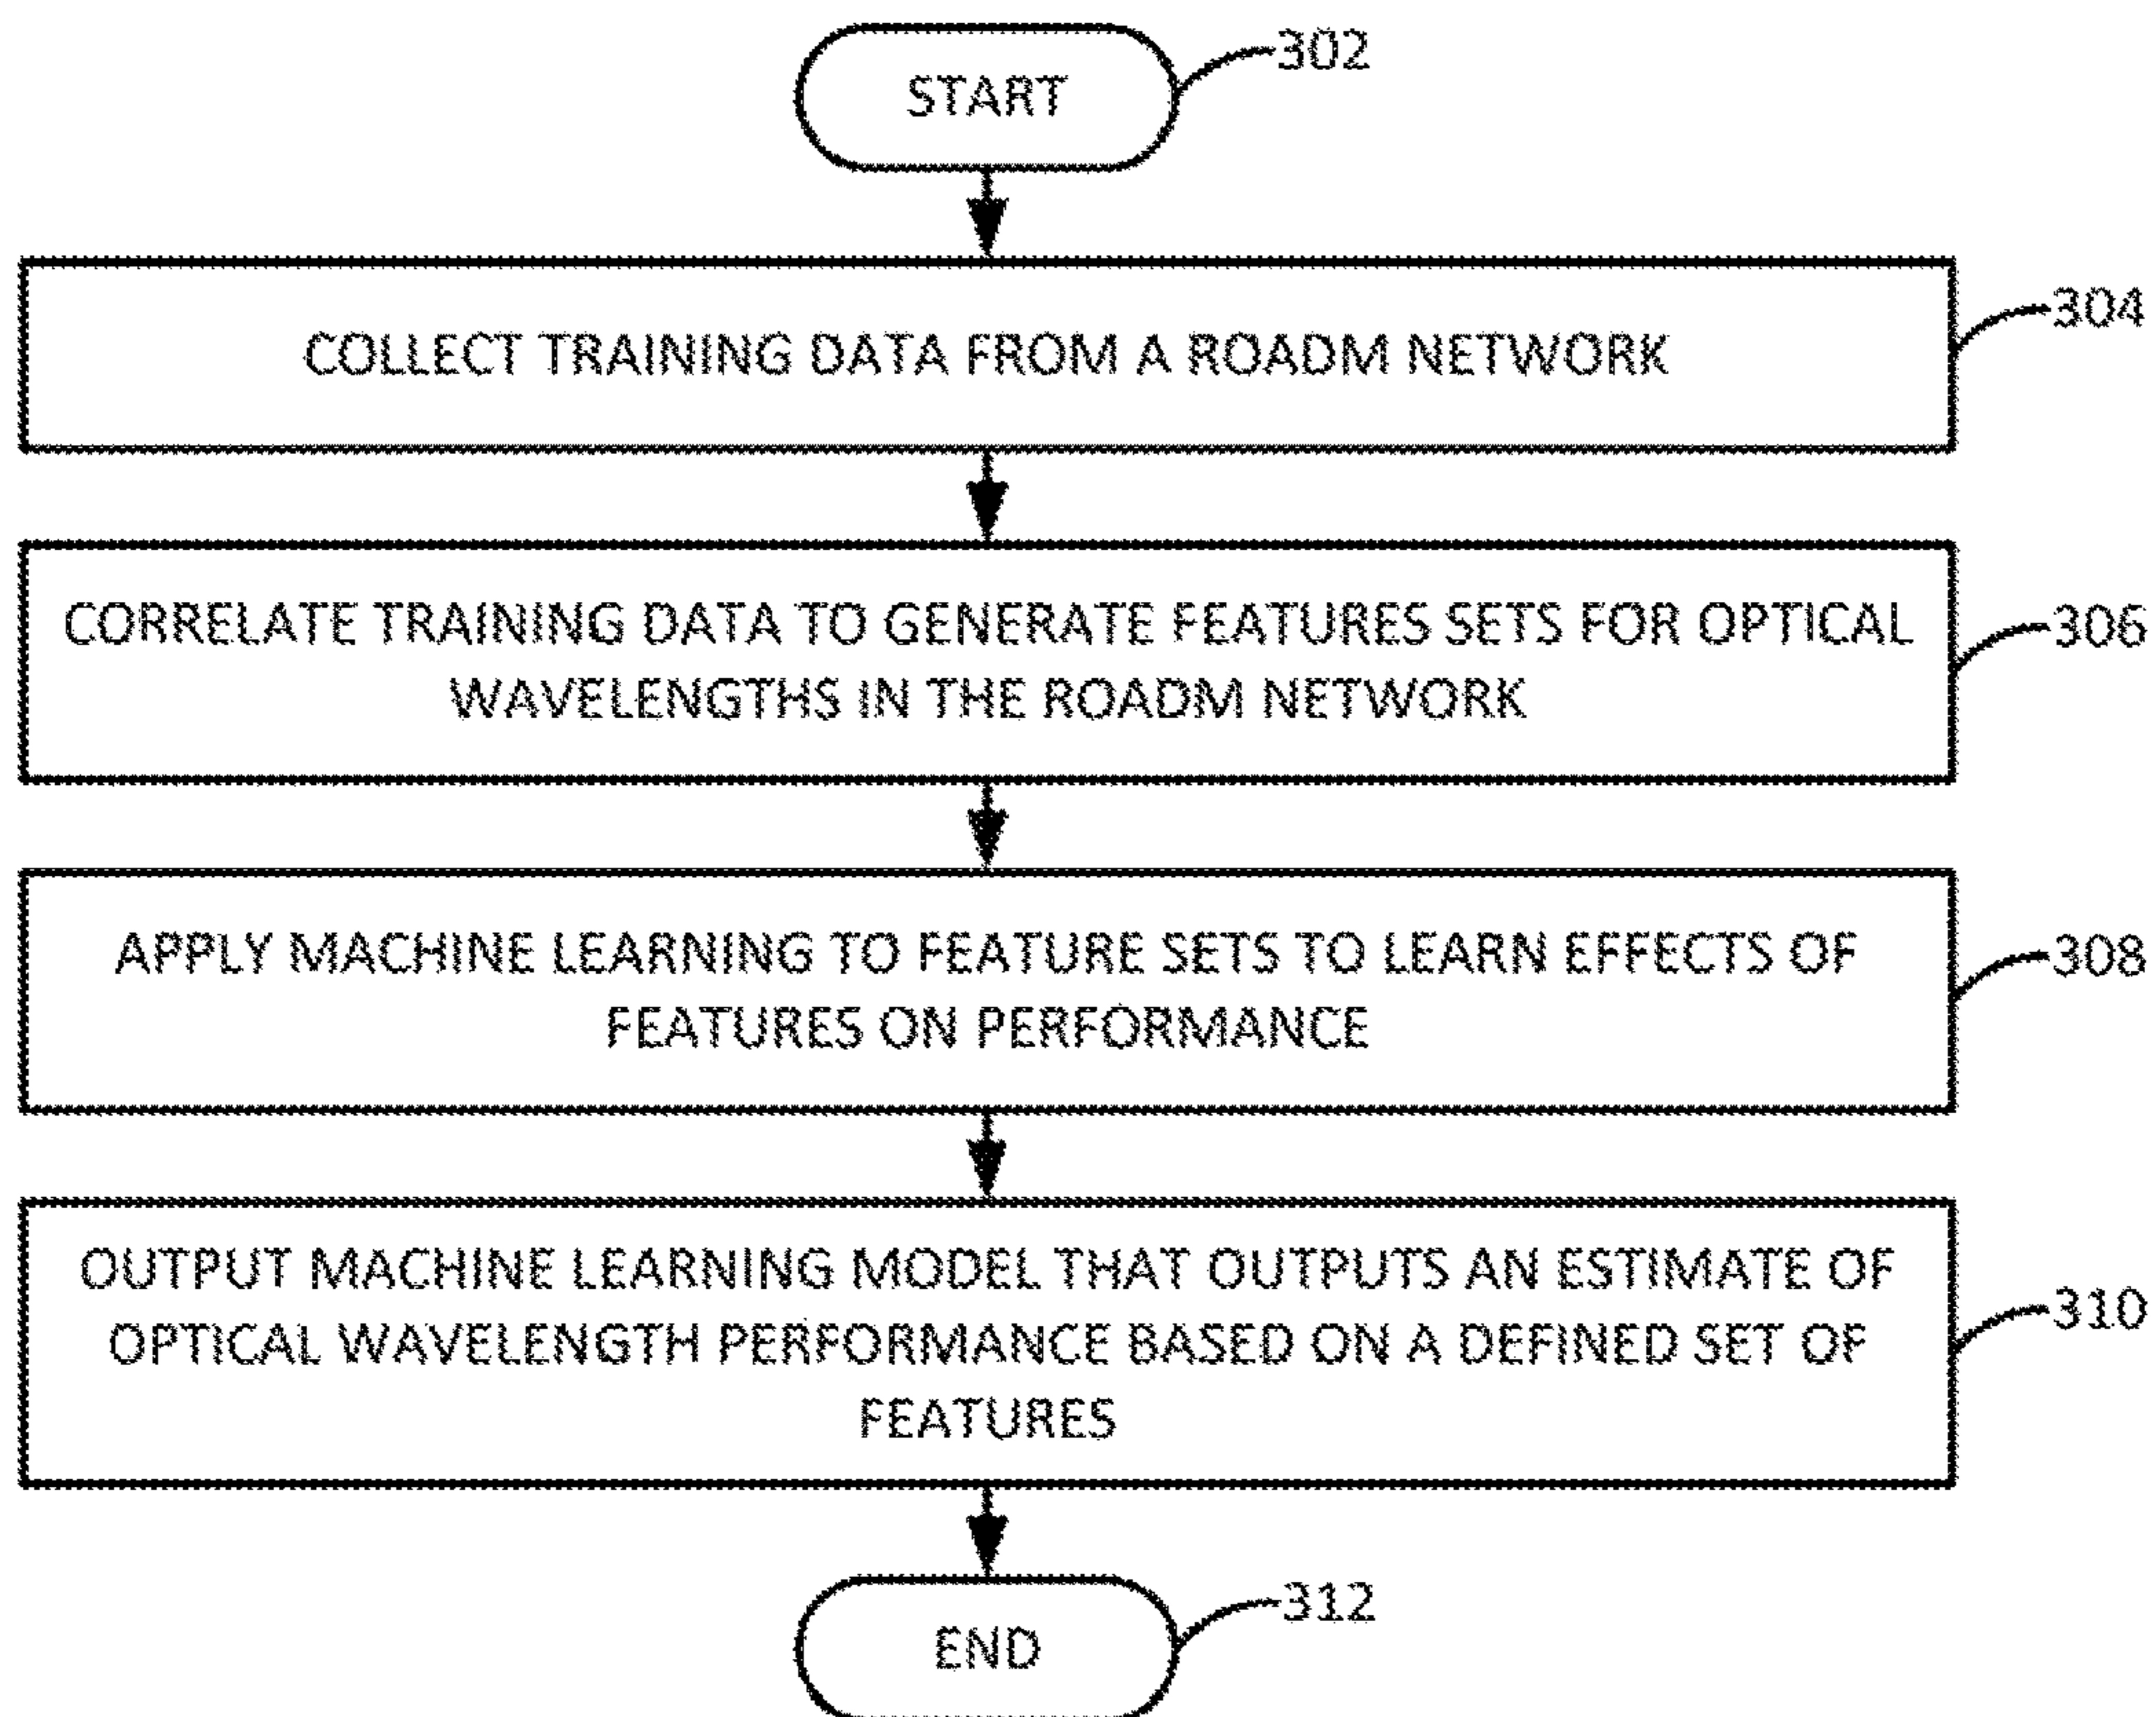 START
302
COLLECT TRAINING DATA FROM A ROADM NETWORK
304
CORRELATE TRAINING DATA TO GENERATE FEATURES SETS FOR OPTICAL
WAVELENGTHS IN THE ROADM NETWORK
306
APPLY MACHINE LEARNING TO FEATURE SETS TO LEARN EFFECTS OF
FEATURES ON PERFORMANCE
308
OUTPUT MACHINE LEARNING MODEL THAT OUTPUTS AN ESTIMATE OF
OPTICAL WAVELENGTH PERFORMANCE BASED ON A DEFINED SET OF
FEATURES
310
END
312